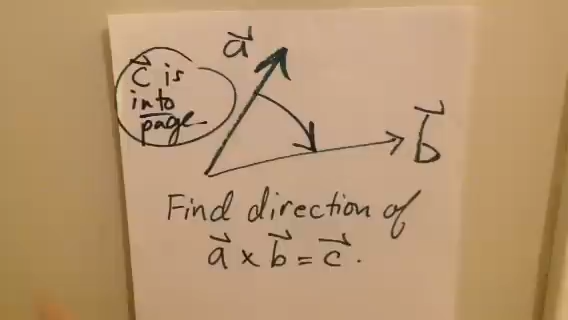 a⃗
c⃗ is
into
page
b⃗
Find direction of
a⃗ x b⃗ = c⃗.